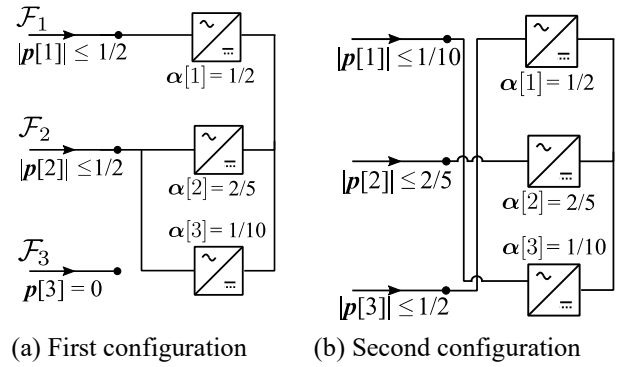 𝓕₁
|p[1]| ≤ 1/2
α[1] = 1/2
𝓕₂
|p[2]| ≤1/2
α[2] = 2/5
α[3] = 1/10
𝓕₃
p[3] = 0
(a) First configuration
|p[1]| ≤ 1/10
α[1] = 1/2
|p[2]| ≤ 2/5
α[2] = 2/5
α[3] = 1/10
|p[3]| ≤ 1/2
(b) Second configuration